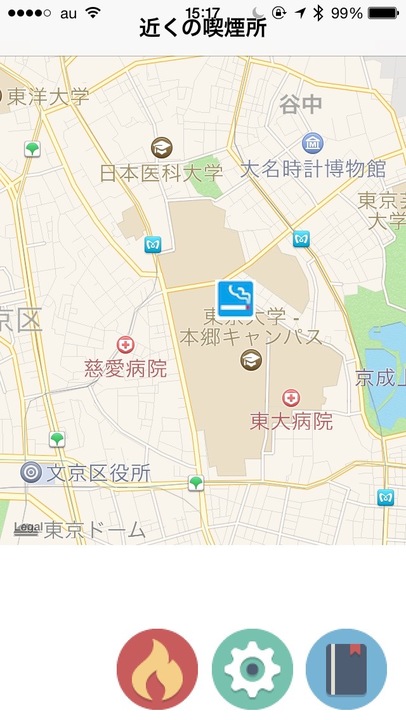 au 15:17 99%
近くの喫煙所
東洋大学
谷中
日本医科大学
大名時計博物館
東京
大学
京区
東京大学 -
本郷キャンパス
慈愛病院
京成上
東大病院
文京区役所
Legal
東京ドーム